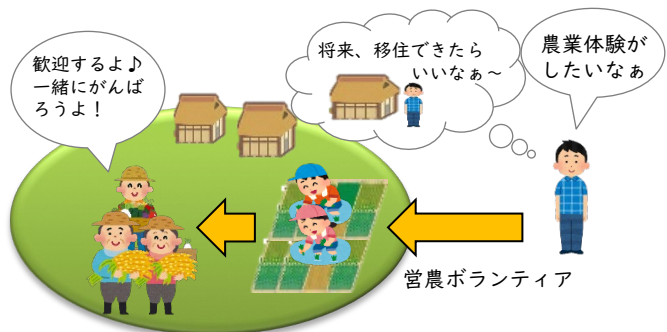 歓迎するよ♪
一緒にがんば
ろうよ！
将来、移住できたら
いいなぁ～
農業体験が
したいなぁ
営農ボランティア